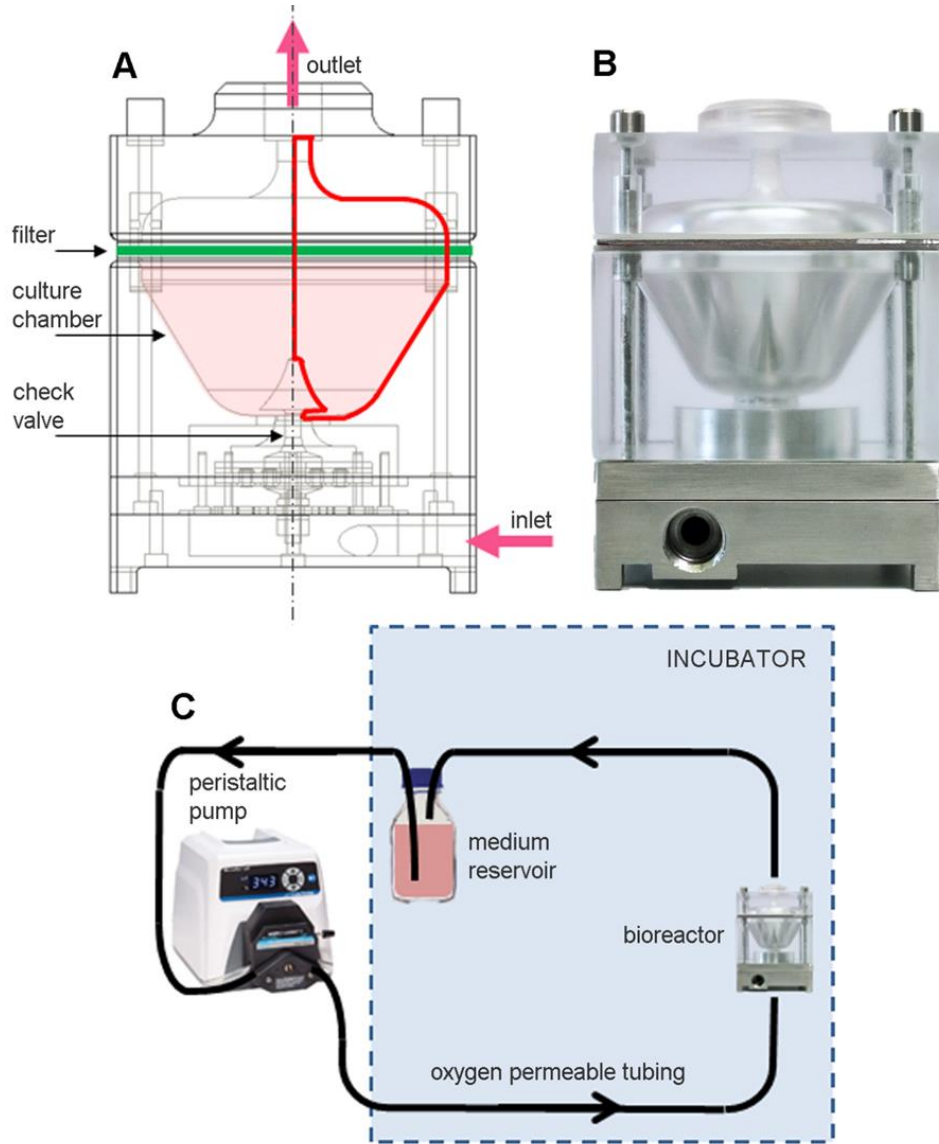 A
outlet
B
filter
culture
chamber
check
valve
inlet
INCUBATOR
C
peristaltic
pump
343
medium
reservoir
bioreactor
oxygen permeable tubing